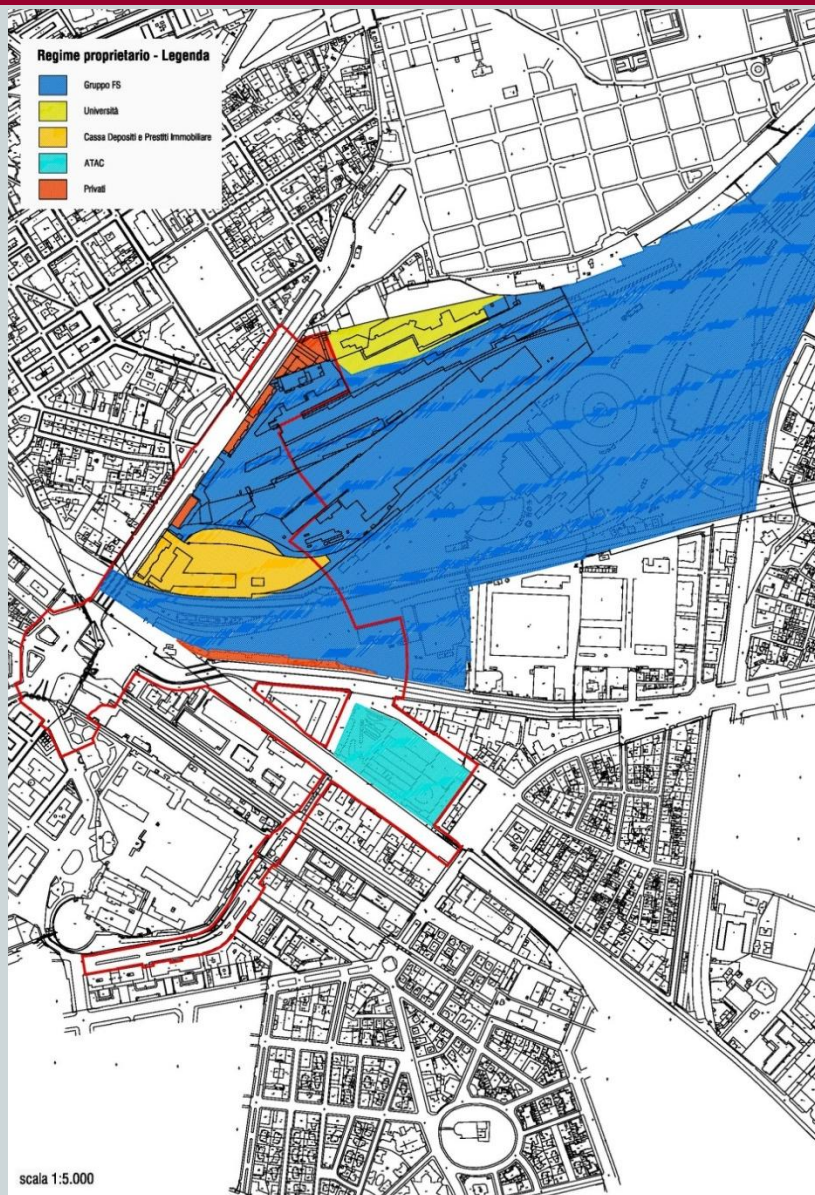 Regime proprietario - Legenda
Gruppo FS
Università
Cassa Depositi e Prestiti Immobiliare
ATAC
Privati
scala 1:5.000